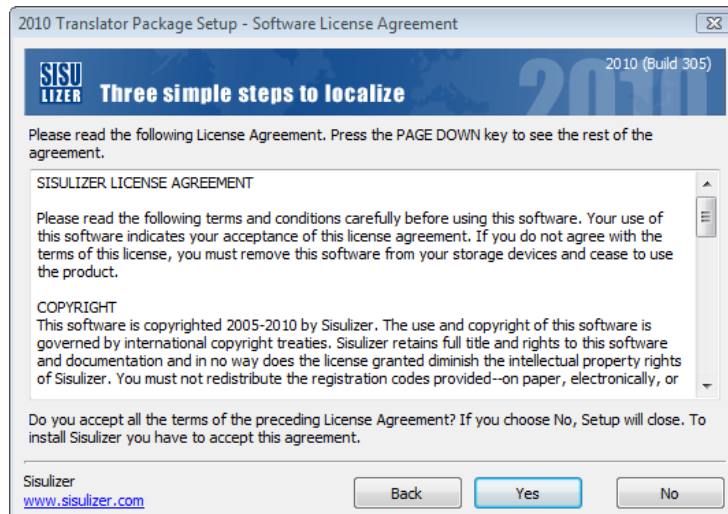 2010 Translator Package Setup - Software License Agreement
SISU
LIZER
Three simple steps to localize
2010
2010 (Build 305)
Please read the following License Agreement. Press the PAGE DOWN key to see the rest of the
agreement.
SISULIZER LICENSE AGREEMENT
Please read the following terms and conditions carefully before using this software. Your use of
this software indicates your acceptance of this license agreement. If you do not agree with the
terms of this license, you must remove this software from your storage devices and cease to use
the product.
COPYRIGHT
This software is copyrighted 2005-2010 by Sisulizer. The use and copyright of this software is
governed by international copyright treaties. Sisulizer retains full title and rights to this software
and documentation and in no way does the license granted diminish the intellectual property rights
of Sisulizer. You must not redistribute the registration codes provided--on paper, electronically, or
Do you accept all the terms of the preceding License Agreement? If you choose No, Setup will close. To
install Sisulizer you have to accept this agreement.
Sisulizer
www.sisulizer.com
Back
Yes
No